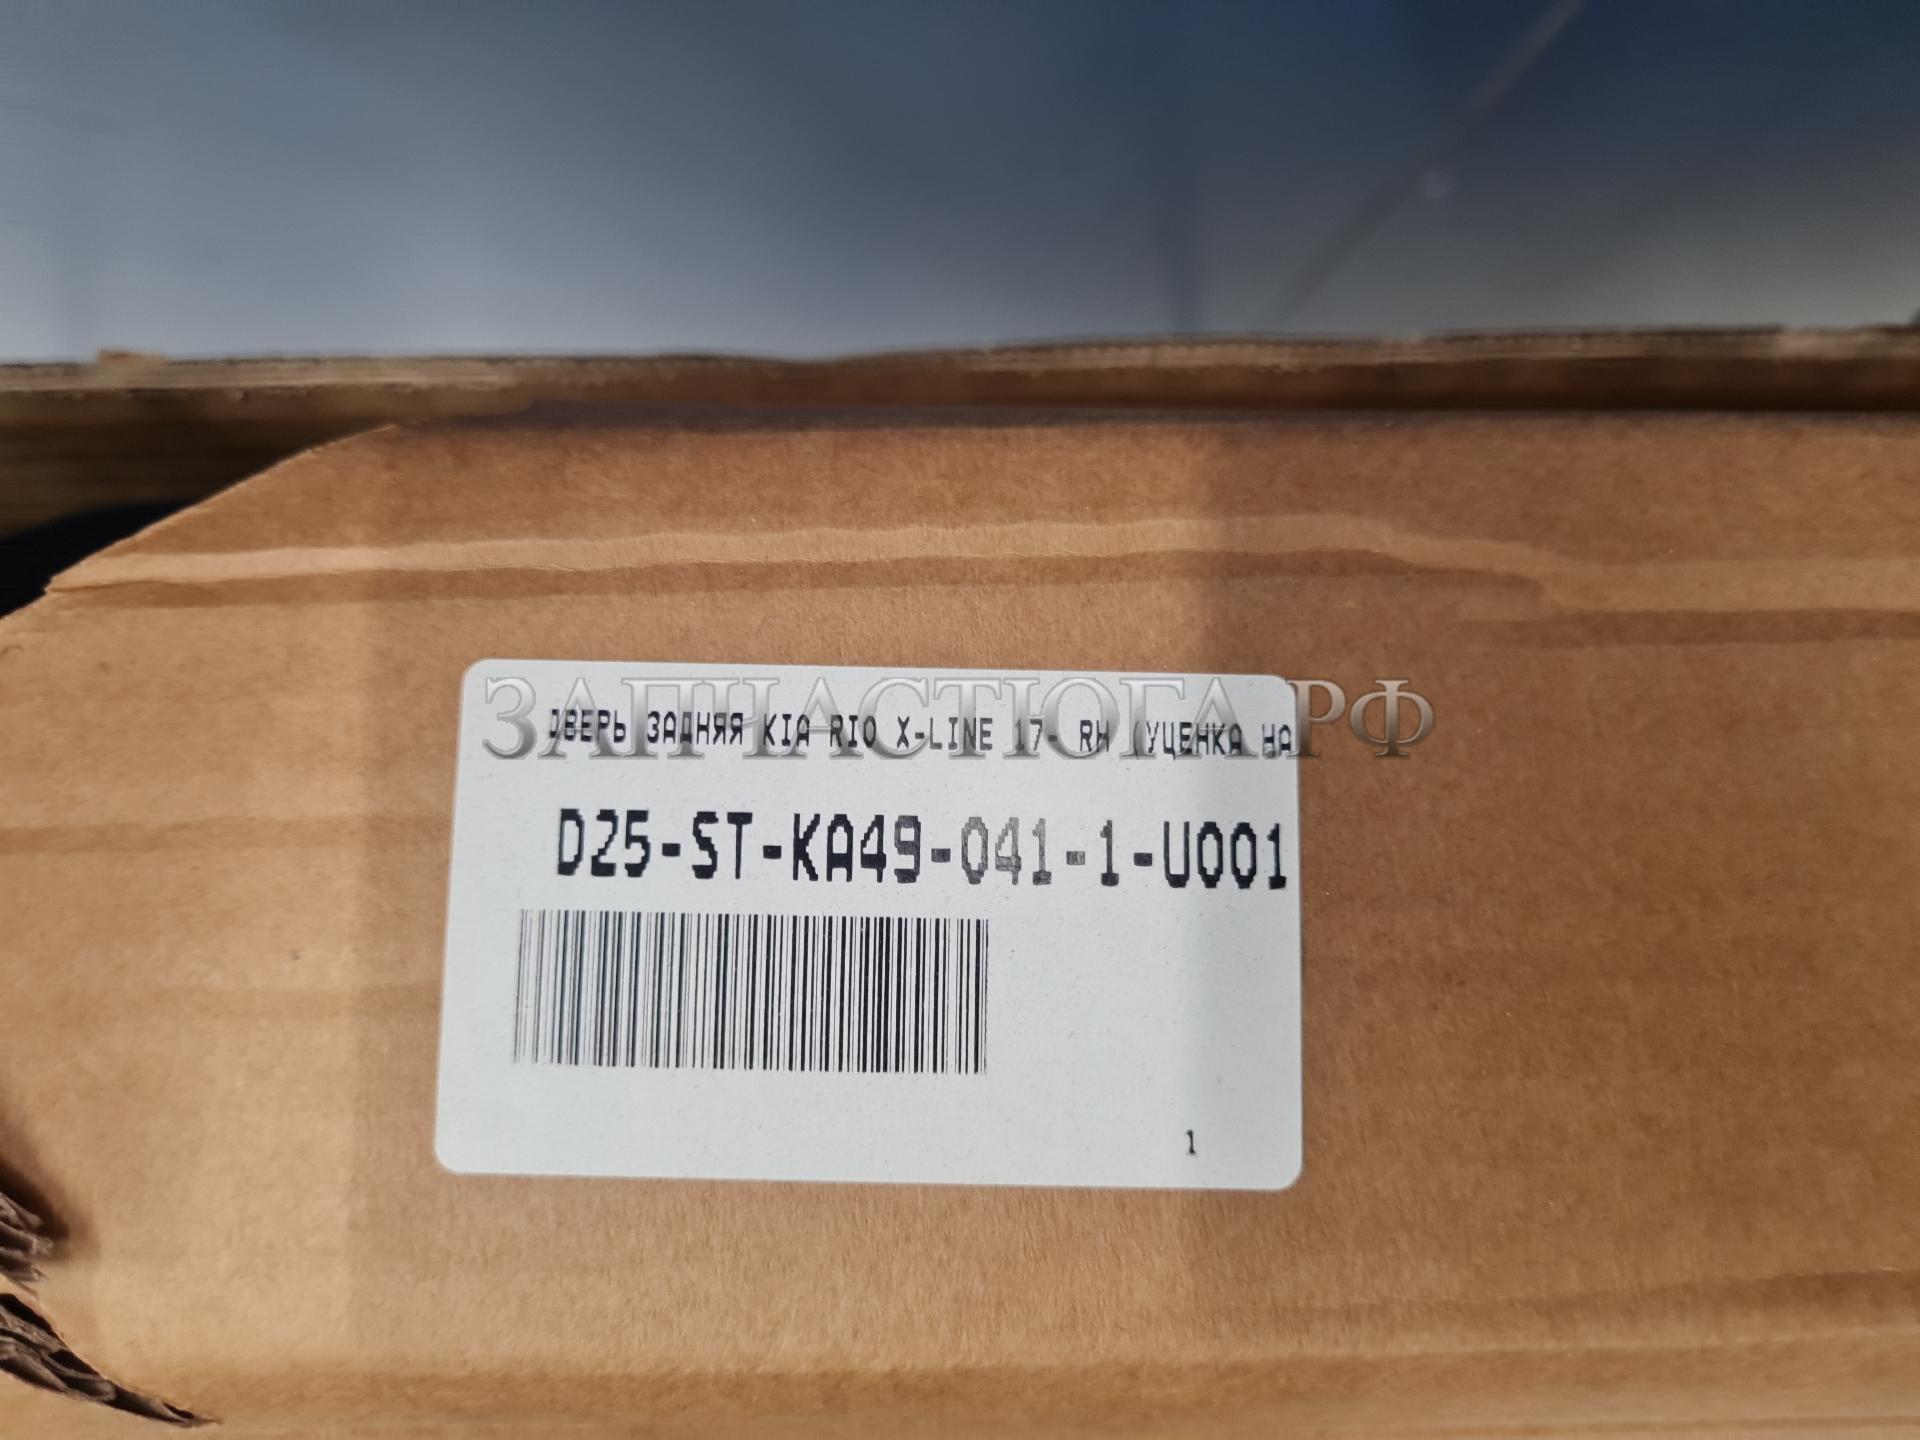 ЗАПЧАСТЮГА.РФ
ДВЕРЬ ЗАДНЯЯ KIA RIO X-LINE 17- RH (УЦЕНКА НА
D25-ST-KA49-041-1-U001
1